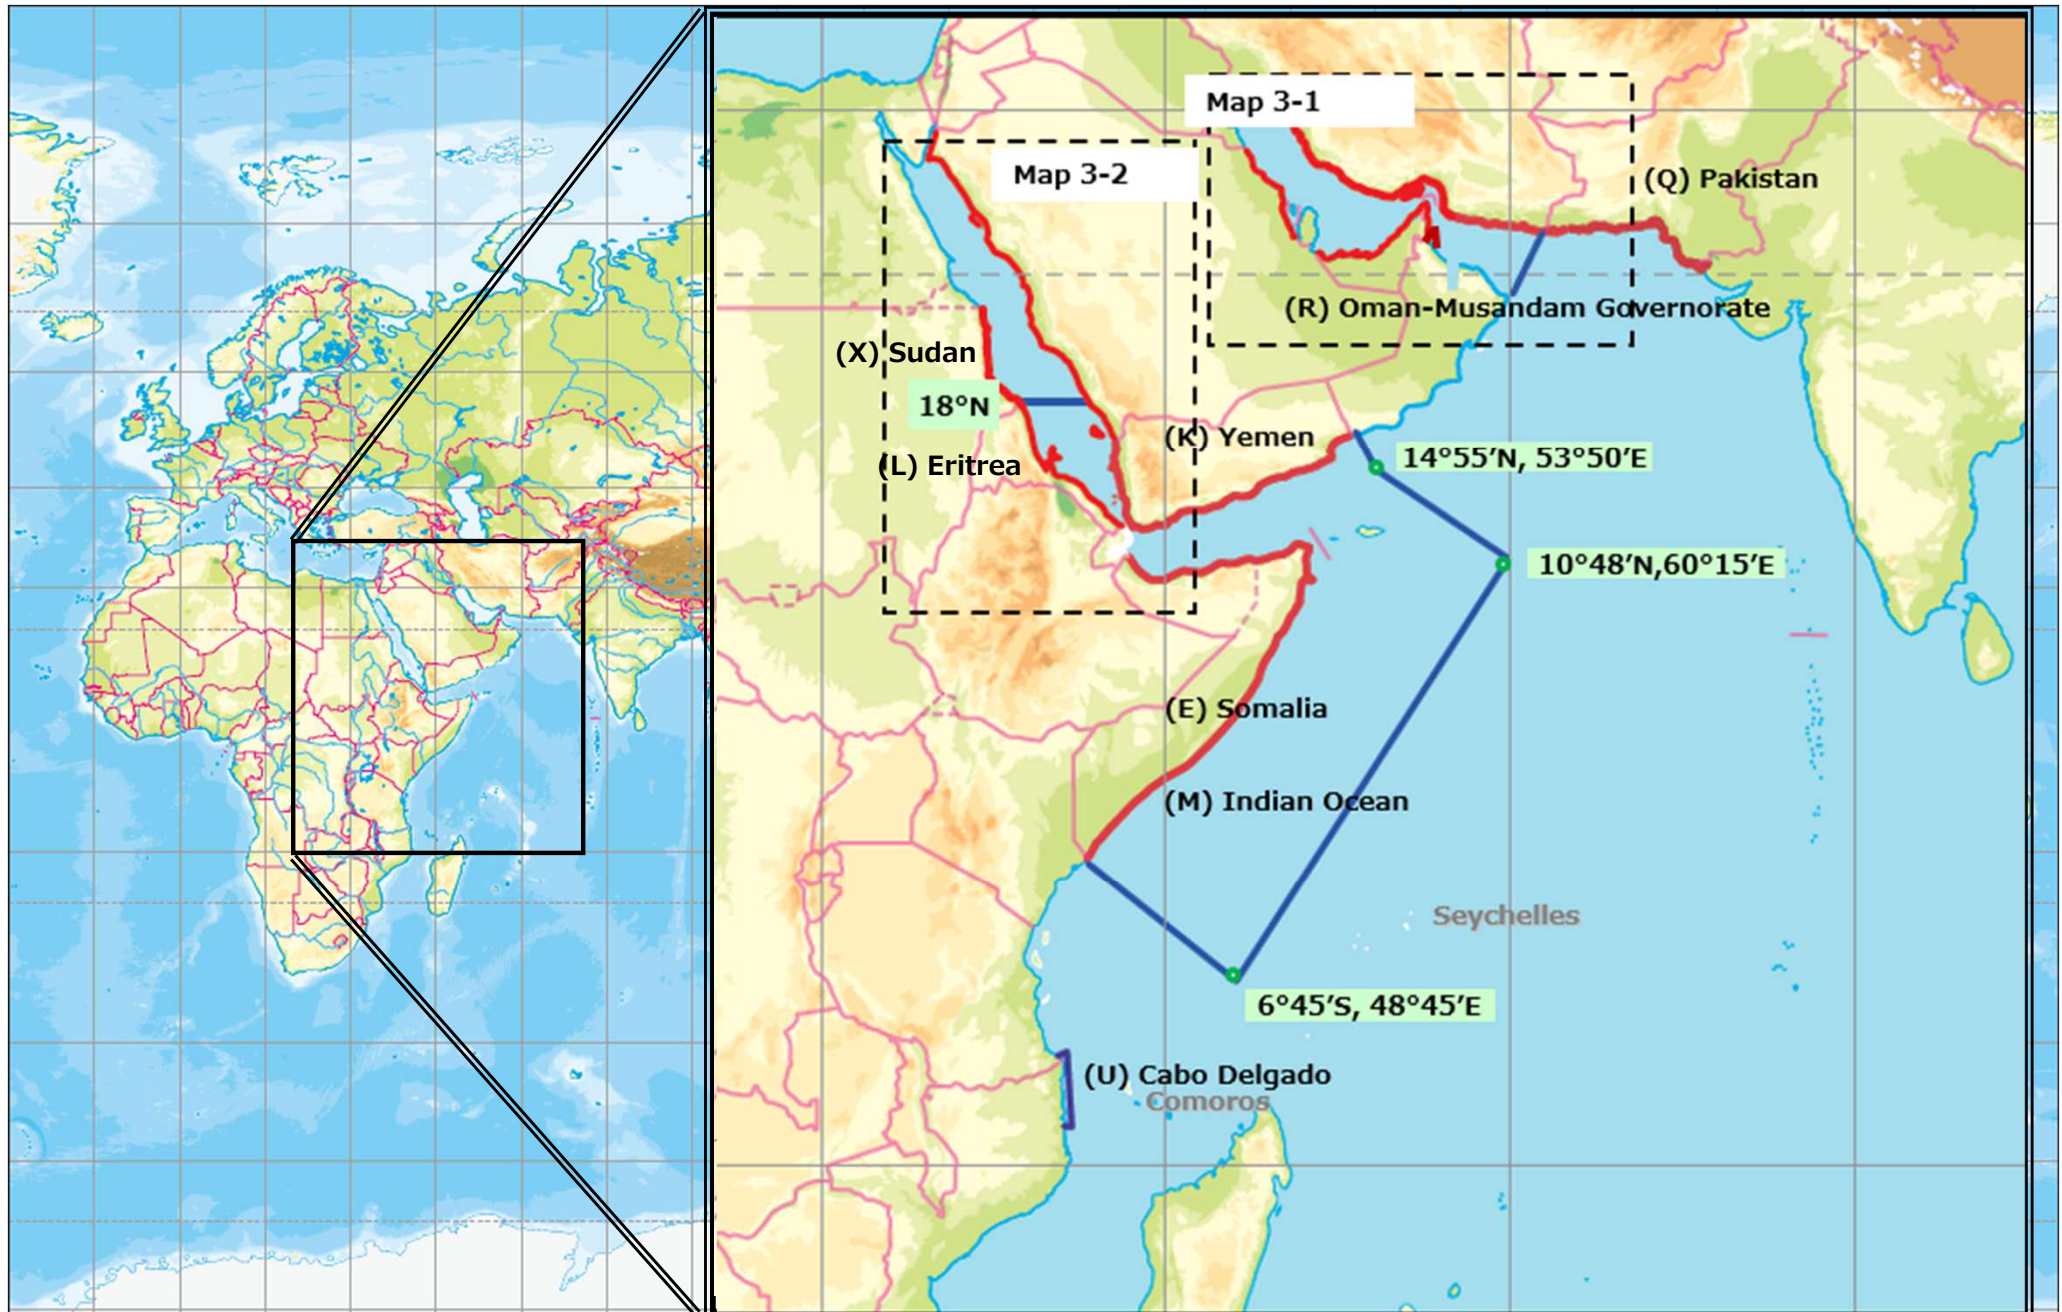 Map 3-1
Map 3-2
(Q) Pakistan
(R) Oman-Musandam Governorate
(X) Sudan
18°N
(K) Yemen
14°55’N, 53°50’E
(L) Eritrea
10°48’N,60°15’E
(E) Somalia
(M) Indian Ocean
Seychelles
6°45’S, 48°45’E
(U) Cabo Delgado
Comoros